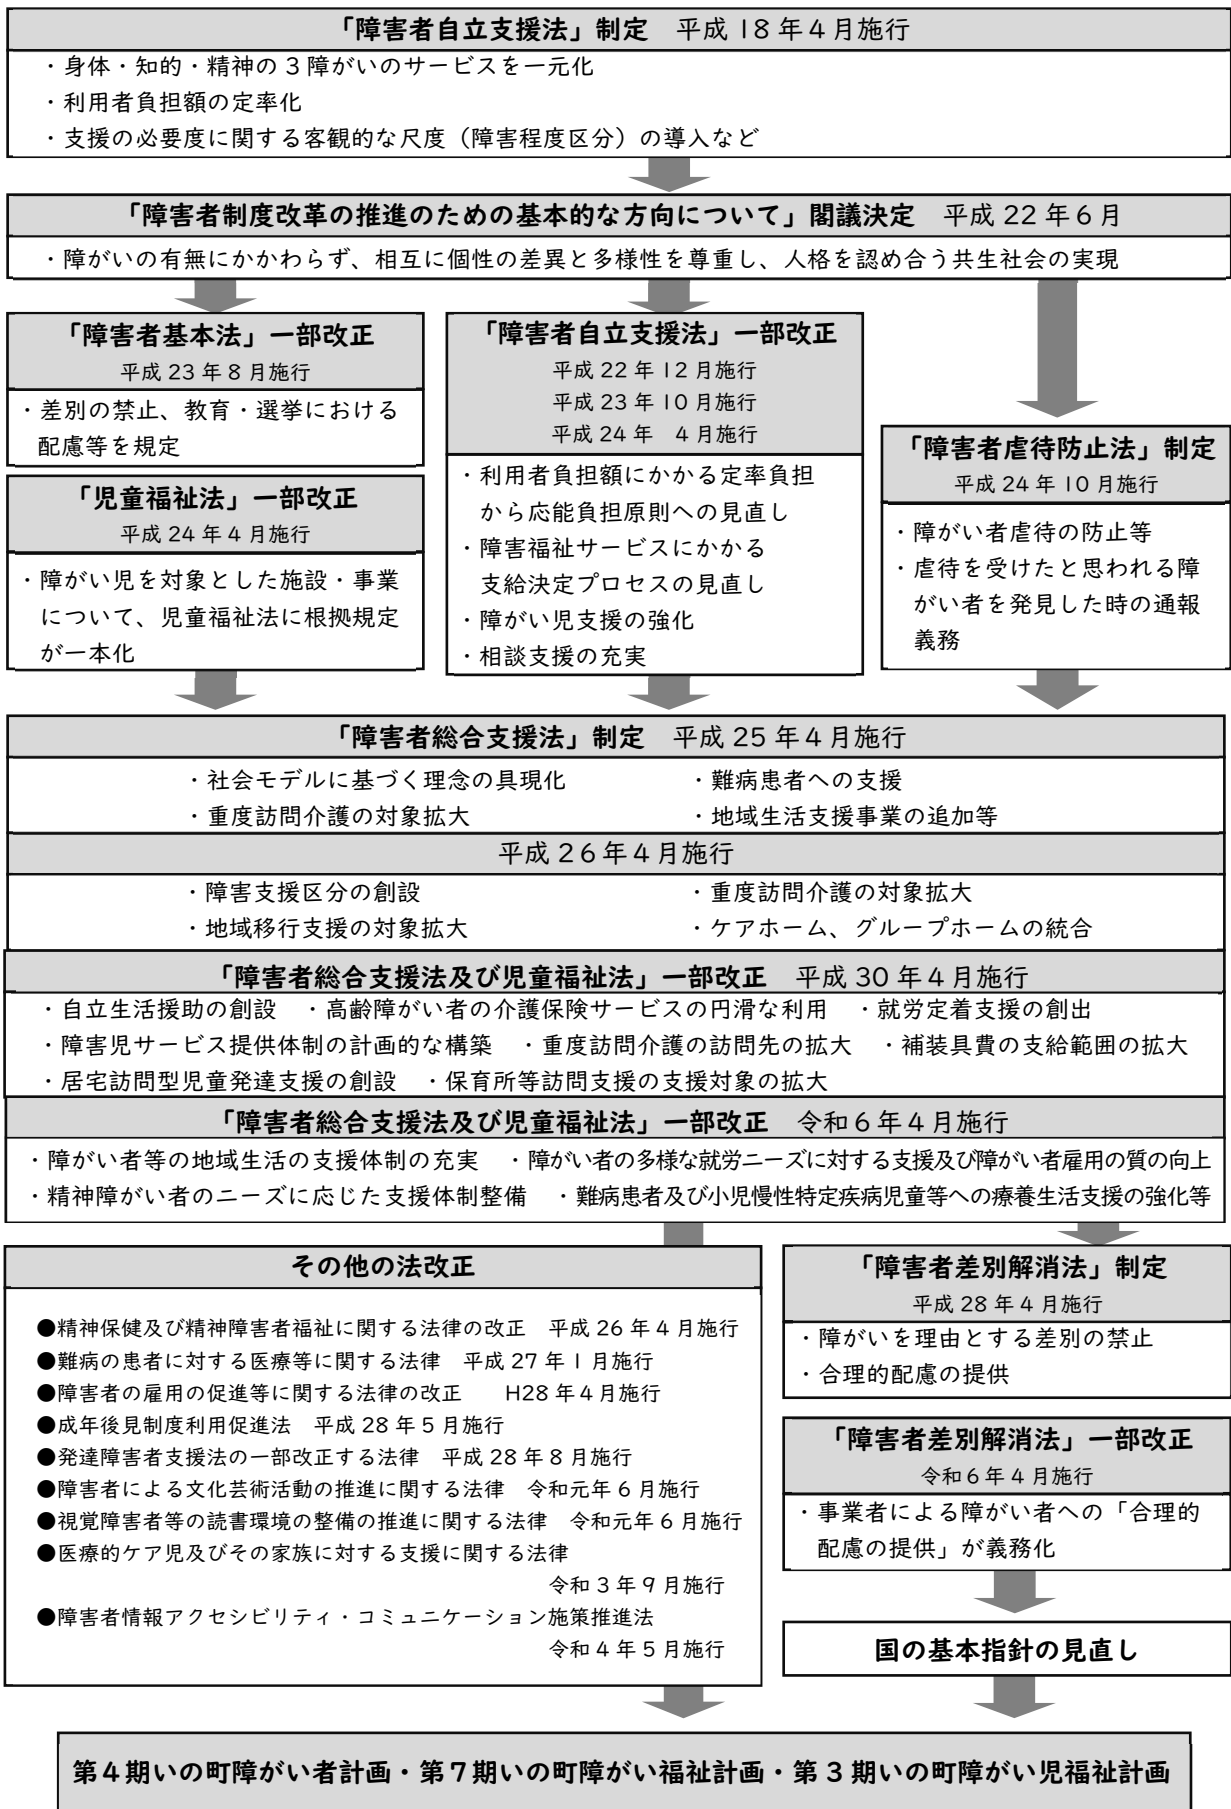 「障害者自立支援法」制定　平成18年4月施行
・身体・知的・精神の3障がいのサービスを一元化
・利用者負担額の定率化
・支援の必要度に関する客観的な尺度（障害程度区分）の導入など
「障害者制度改革の推進のための基本的な方向について」閣議決定　平成22年6月
・障がいの有無にかかわらず、相互に個性の差異と多様性を尊重し、人格を認め合う共生社会の実現
「障害者基本法」一部改正
平成23年8月施行
・差別の禁止、教育・選挙における
配慮等を規定
「児童福祉法」一部改正
平成24年4月施行
・障がい児を対象とした施設・事業
について、児童福祉法に根拠規定
が一本化
「障害者自立支援法」一部改正
平成22年12月施行
平成23年10月施行
平成24年　4月施行
・利用者負担額にかかる定率負担
から応能負担原則への見直し
・障害福祉サービスにかかる
支給決定プロセスの見直し
・障がい児支援の強化
・相談支援の充実
「障害者虐待防止法」制定
平成24年10月施行
・障がい者虐待の防止等
・虐待を受けたと思われる障
がい者を発見した時の通報
義務
「障害者総合支援法」制定　平成25年4月施行
・社会モデルに基づく理念の具現化　・難病患者への支援
・重度訪問介護の対象拡大　・地域生活支援事業の追加等
平成26年4月施行
・障害支援区分の創設　・重度訪問介護の対象拡大
・地域移行支援の対象拡大　・ケアホーム、グループホームの統合
「障害者総合支援法及び児童福祉法」一部改正　平成30年4月施行
・自立生活援助の創設　・高齢障がい者の介護保険サービスの円滑な利用　・就労定着支援の創出
・障害児サービス提供体制の計画的な構築　・重度訪問介護の訪問先の拡大　・補装具費の支給範囲の拡大
・居宅訪問型児童発達支援の創設　・保育所等訪問支援の支援対象の拡大
「障害者総合支援法及び児童福祉法」一部改正　令和6年4月施行
・障がい者等の地域生活の支援体制の充実　・障がい者の多様な就労ニーズに対する支援及び障がい者雇用の質の向上
・精神障がい者のニーズに応じた支援体制整備　・難病患者及び小児慢性特定疾病児童等への療養生活支援の強化等
その他の法改正
●精神保健及び精神障害者福祉に関する法律の改正　平成26年4月施行
●難病の患者に対する医療等に関する法律　平成27年1月施行
●障害者の雇用の促進等に関する法律の改正　H28年4月施行
●成年後見制度利用促進法　平成28年5月施行
●発達障害者支援法の一部改正する法律　平成28年8月施行
●障害者による文化芸術活動の推進に関する法律　令和元年6月施行
●視覚障害者等の読書環境の整備の推進に関する法律　令和元年6月施行
●医療的ケア児及びその家族に対する支援に関する法律
令和3年9月施行
●障害者情報アクセシビリティ・コミュニケーション施策推進法
令和4年5月施行
「障害者差別解消法」制定
平成28年4月施行
・障がいを理由とする差別の禁止
・合理的配慮の提供
「障害者差別解消法」一部改正
令和6年4月施行
・事業者による障がい者への「合理的
配慮の提供」が義務化
国の基本指針の見直し
第4期いの町障がい者計画・第7期いの町障がい福祉計画・第3期いの町障がい児福祉計画